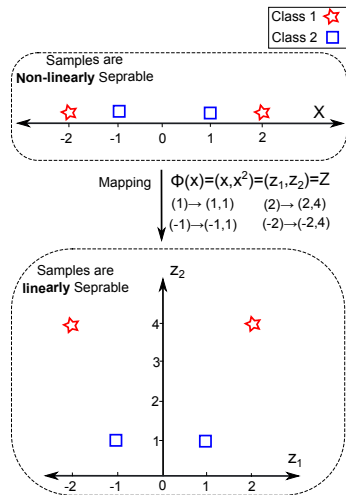 Class 1
Class 2
Samples are
Non-linearly Seprable
X
-2 -1 0 1 2
Mapping
Φ(x)=(x,x²)=(z₁,z₂)=Z
(1)→(1,1) (2)→(2,4)
(-1)→(-1,1) (-2)→(-2,4)
Samples are
linearly Seprable
z₂
4
3
2
1
-2 -1 0 1 2
z₁